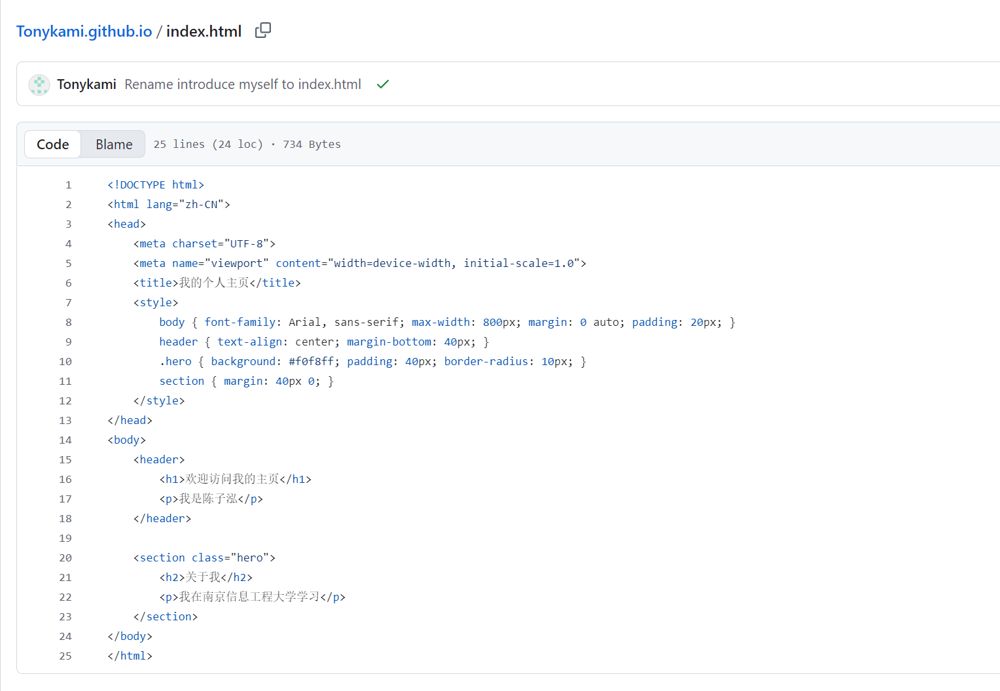 Tonykami.github.io / index.html
Tonykami Rename introduce myself to index.html
Code Blame 25 lines (24 loc) · 734 Bytes
1 <!DOCTYPE html>
2 <html lang="zh-CN">
3 <head>
4 <meta charset="UTF-8">
5 <meta name="viewport" content="width=device-width, initial-scale=1.0">
6 <title>我的个人主页</title>
7 <style>
8 body { font-family: Arial, sans-serif; max-width: 800px; margin: 0 auto; padding: 20px; }
9 header { text-align: center; margin-bottom: 40px; }
10 .hero { background: #f0f8ff; padding: 40px; border-radius: 10px; }
11 section { margin: 40px 0; }
12 </style>
13 </head>
14 <body>
15 <header>
16 <h1>欢迎访问我的主页</h1>
17 <p>我是陈子泓</p>
18 </header>
19
20 <section class="hero">
21 <h2>关于我</h2>
22 <p>我在南京信息工程大学学习</p>
23 </section>
24 </body>
25 </html>